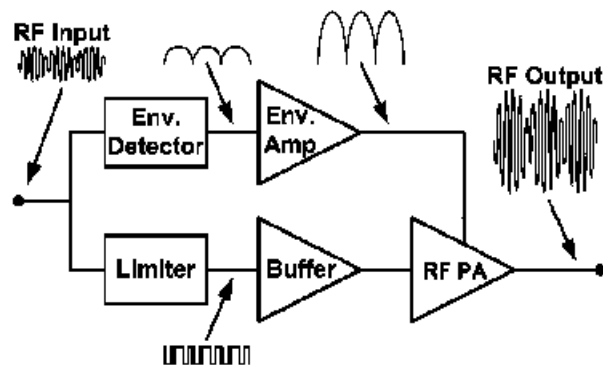 RF Input
Env.
Detector
Env.
Amp
RF Output
Limiter
Buffer
RF PA